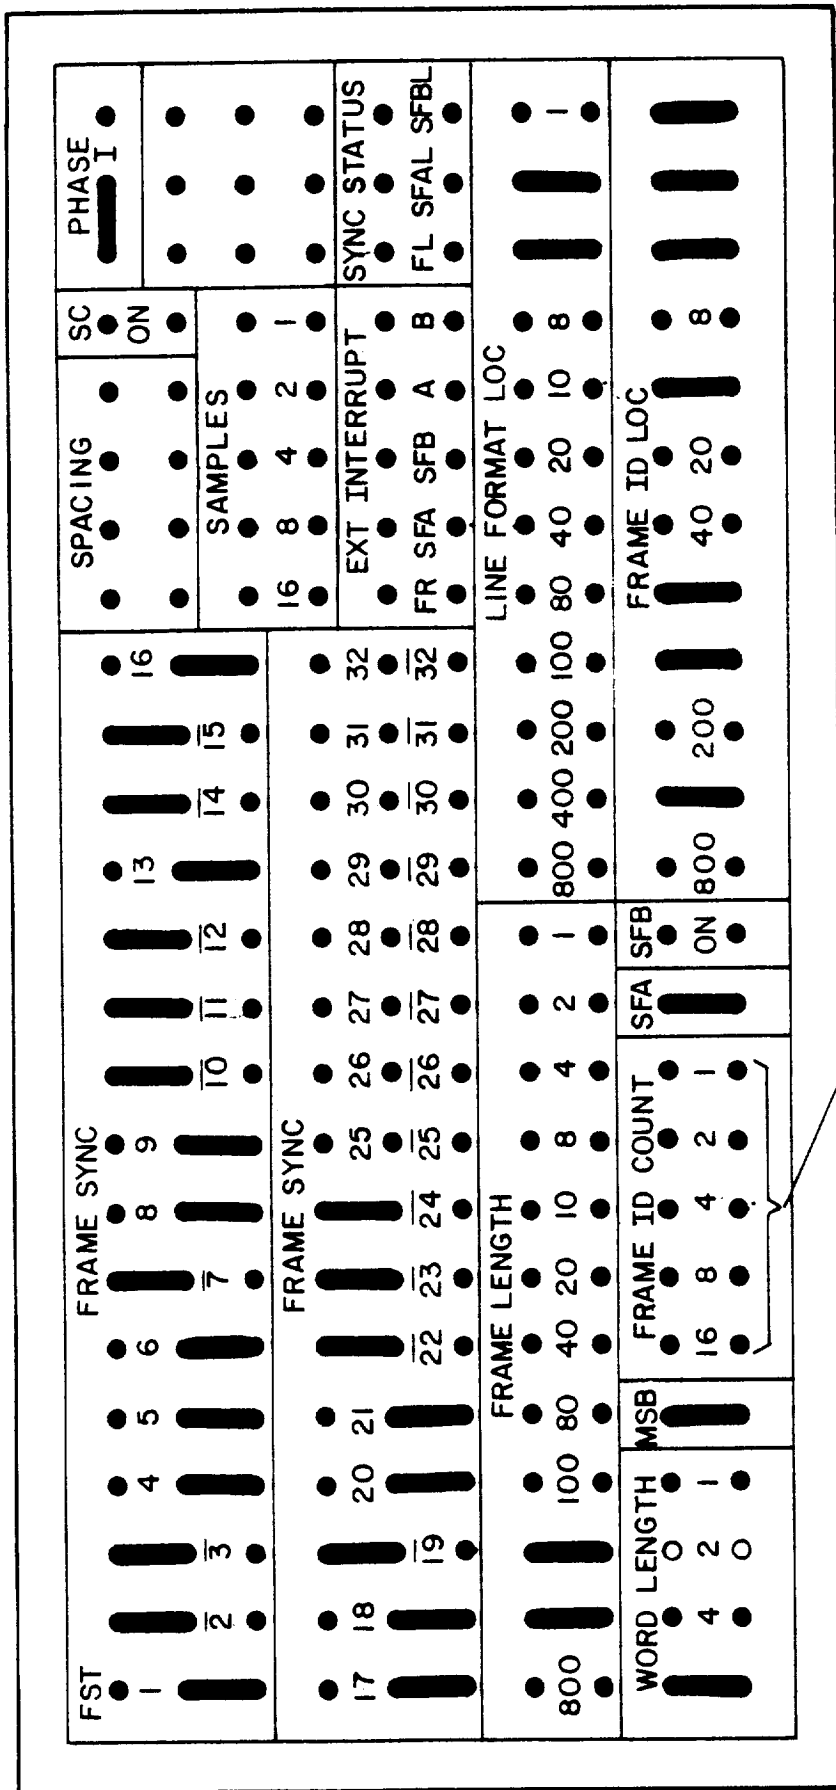 FST FRAME SYNC
1 4 5 6 8 9 13 16
2̅ 3̅ 7̅ 1̅0̅ 1̅1̅ 1̅2̅ 1̅4̅ 1̅5̅
SPACING
SC
ON
PHASE
I
SAMPLES
16 8 4 2 1
FRAME SYNC
17 18 20 21 25 26 27 28 29 30 31 32
1̅9̅ 2̅2̅ 2̅3̅ 2̅4̅ 2̅5̅ 2̅6̅ 2̅7̅ 2̅8̅ 2̅9̅ 3̅0̅ 3̅1̅ 3̅2̅
EXT INTERRUPT
FR SFA SFB A B
SYNC STATUS
FL SFAL SFBL
FRAME LENGTH
800 100 80 40 20 10 8 4 2 1
LINE FORMAT LOC
800 400 200 100 80 40 20 10 8 1
WORD LENGTH
4 2 1
MSB
FRAME ID COUNT
16 8 4 2 1
SFA
SFB
ON
FRAME ID LOC
800 200 40 20 8